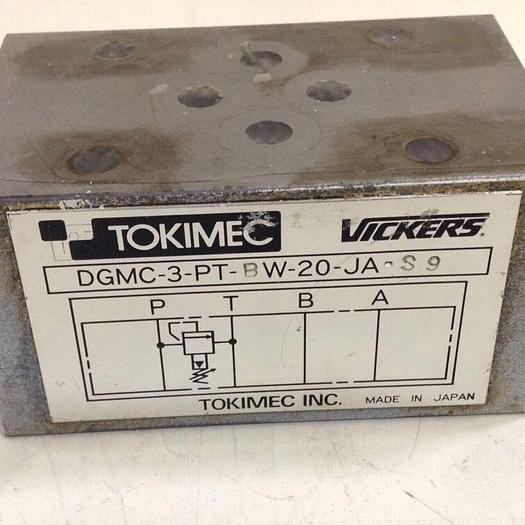 TOKIMEC VICKERS
DGMC-3-PT-BW-20-JA-S9
P T B A
TOKIMEC INC. MADE IN JAPAN